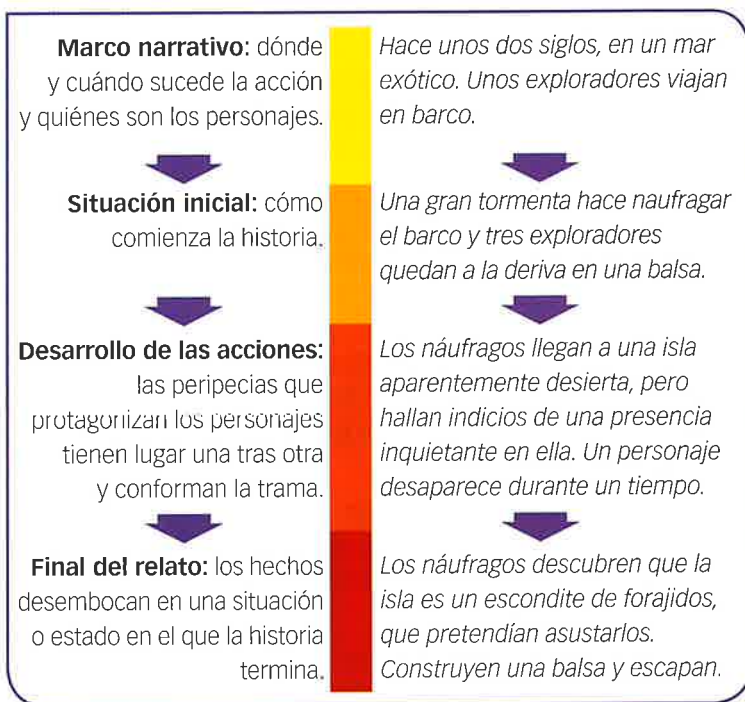 Marco narrativo: dónde
y cuándo sucede la acción
y quiénes son los personajes.
Hace unos dos siglos, en un mar
exótico. Unos exploradores viajan
en barco.
Situación inicial: cómo
comienza la historia.
Una gran tormenta hace naufragar
el barco y tres exploradores
quedan a la deriva en una balsa.
Desarrollo de las acciones:
las peripecias que
protagonizan los personajes
tienen lugar una tras otra
y conforman la trama.
Los náufragos llegan a una isla
aparentemente desierta, pero
hallan indicios de una presencia
inquietante en ella. Un personaje
desaparece durante un tiempo.
Final del relato: los hechos
desembocan en una situación
o estado en el que la historia
termina.
Los náufragos descubren que la
isla es un escondite de forajidos,
que pretendían asustarlos.
Construyen una balsa y escapan.